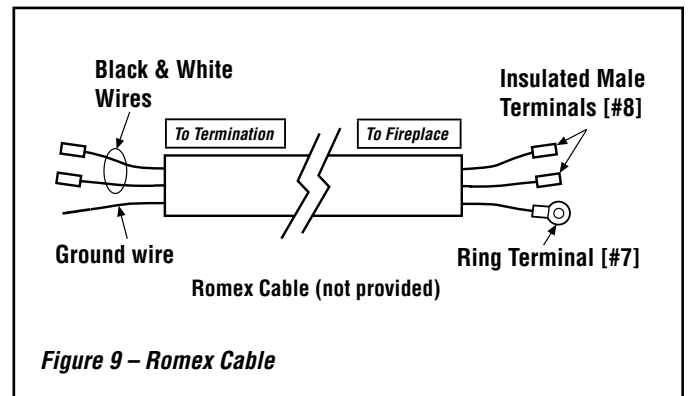 Black & White
Wires
Insulated Male
Terminals [#8]
To Termination
To Fireplace
Ground wire
Ring Terminal [#7]
Romex Cable (not provided)
Figure 9 – Romex Cable